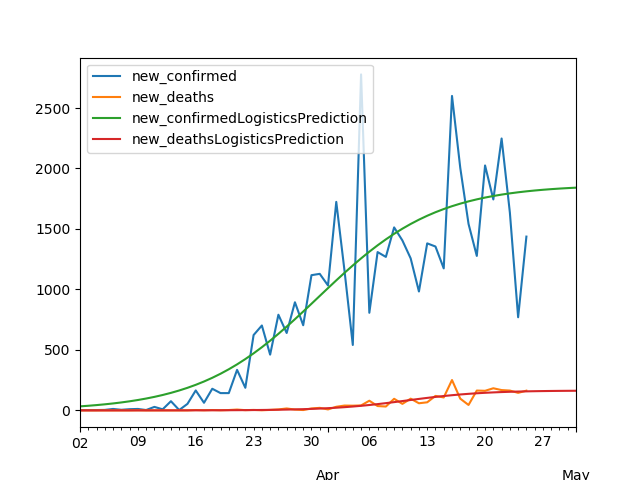 new_confirmed
new_deaths
new_confirmedLogisticsPrediction
new_deathsLogisticsPrediction
2500
2000
1500
1000
500
0
02 09 16 23 30 06 13 20 27
Apr May